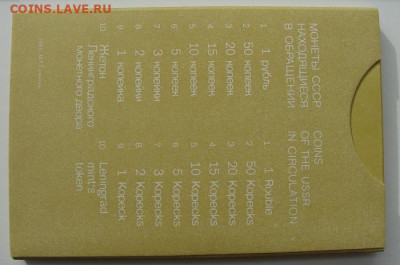 COINS.LAVE.RU
МОНЕТЫ СССР
НАХОДЯЩИЕСЯ
В ОБРАЩЕНИИ
1 1 рубль
2 50 копеек
3 20 копеек
4 15 копеек
5 10 копеек
6 5 копеек
7 3 копейки
8 2 копейки
9 1 копейка
10 Жетон
Ленинградского
монетного двора
COINS
OF THE USSR
IN CIRCULATION
1 1 Rouble
2 50 Kopecks
3 20 Kopecks
4 15 Kopecks
5 10 Kopecks
6 5 Kopecks
7 3 Kopecks
8 2 Kopecks
9 1 Kopeck
10 Leningrad
mint's
token